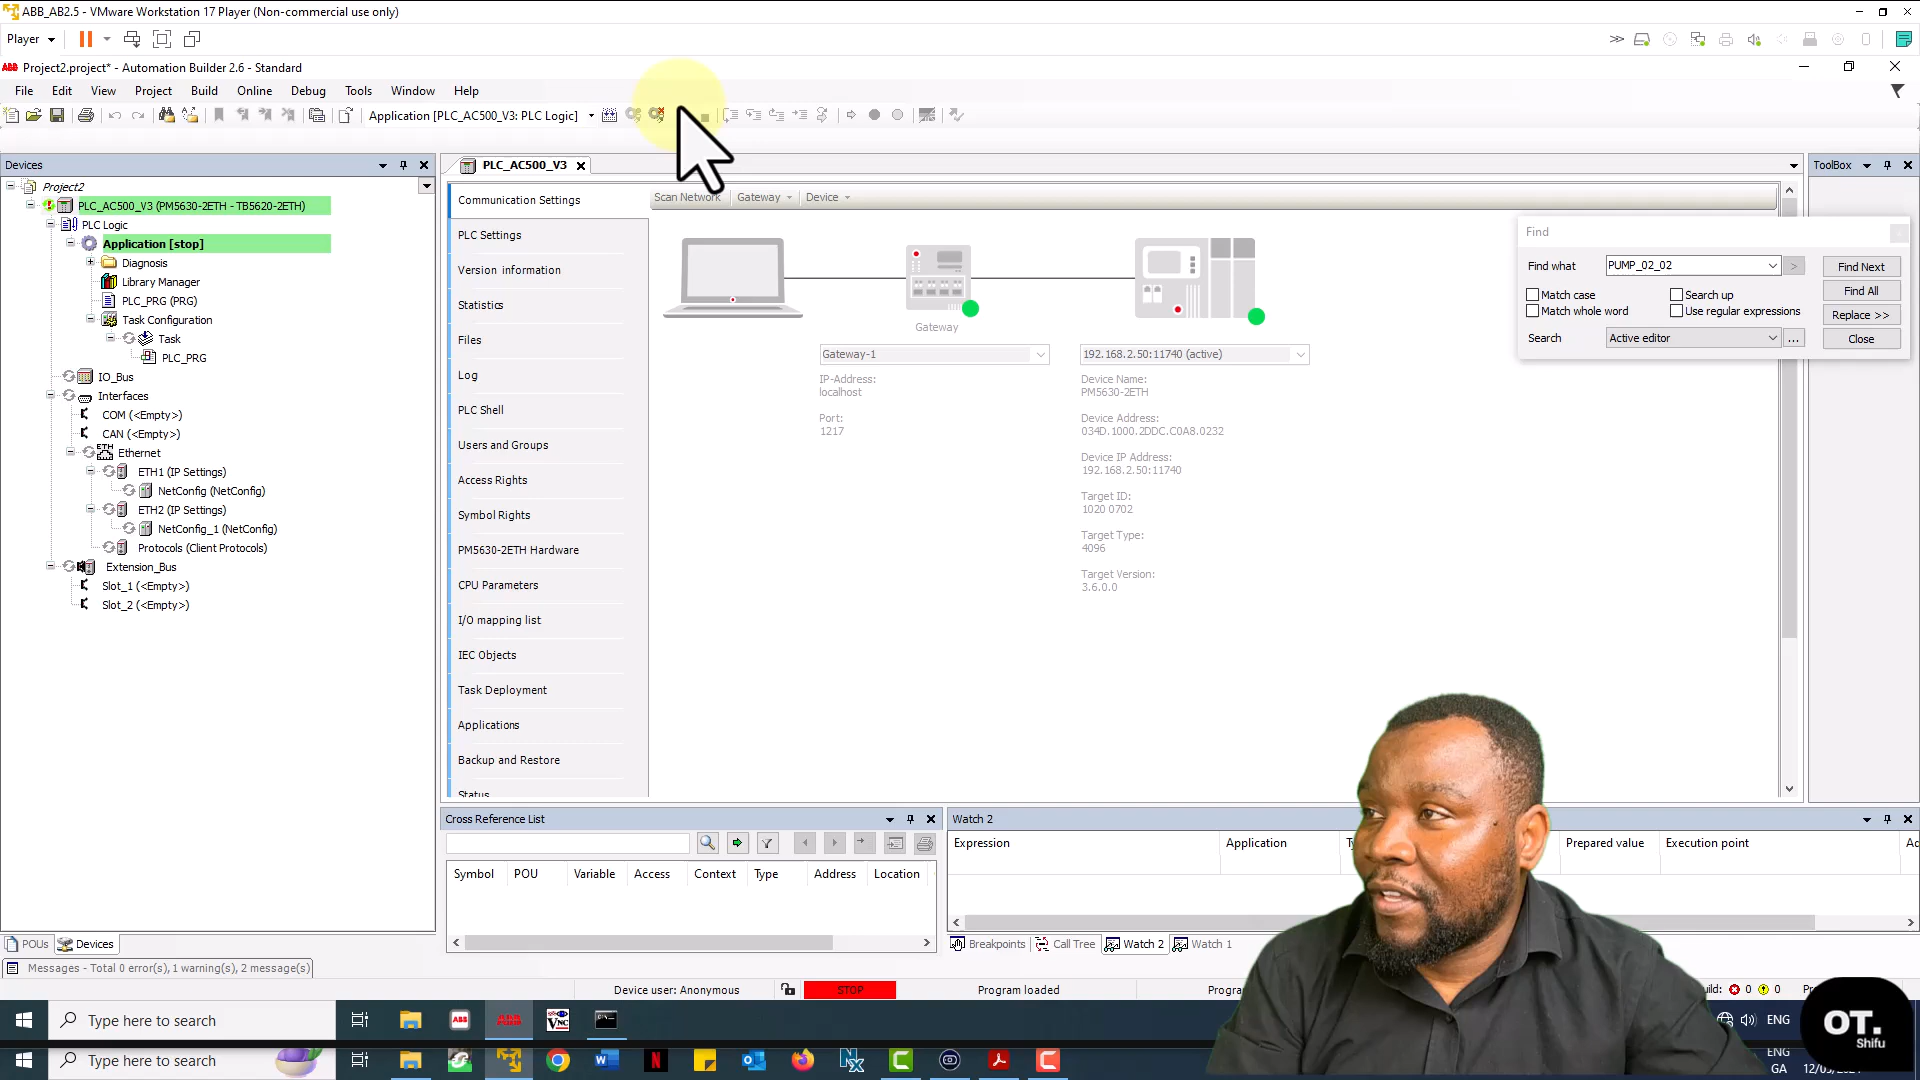 ABB_AB2.5 - VMware Workstation 17 Player (Non-commercial use only)
Player
ABB Project2.project* - Automation Builder 2.6 - Standard
File Edit View Project Build Online Debug Tools Window Help
Application [PLC_AC500_V3: PLC Logic]
Devices
Project2
PLC_AC500_V3 (PM5630-2ETH - TB5620-2ETH)
PLC Logic
Application [stop]
Diagnosis
Library Manager
PLC_PRG (PRG)
Task Configuration
Task
PLC_PRG
IO_Bus
Interfaces
COM (<Empty>)
CAN (<Empty>)
Ethernet
ETH1 (IP Settings)
NetConfig (NetConfig)
ETH2 (IP Settings)
NetConfig_1 (NetConfig)
Protocols (Client Protocols)
Extension_Bus
Slot_1 (<Empty>)
Slot_2 (<Empty>)
POUs Devices
PLC_AC500_V3
Communication Settings
PLC Settings
Version information
Statistics
Files
Log
PLC Shell
Users and Groups
Access Rights
Symbol Rights
PM5630-2ETH Hardware
CPU Parameters
I/O mapping list
IEC Objects
Task Deployment
Applications
Backup and Restore
Status
Scan Network Gateway Device
Gateway
Gateway-1
IP-Address:
localhost
Port:
1217
192.168.2.50:11740 (active)
Device Name:
PM5630-2ETH
Device Address:
034D.1000.2DDC.C0A8.0232
Device IP Address:
192.168.2.50:11740
Target ID:
1020 0702
Target Type:
4096
Target Version:
3.6.0.0
ToolBox
Find
Find what PUMP_02_02 > Find Next
Match case Search up Find All
Match whole word Use regular expressions Replace >>
Search Active editor ... Close
Cross Reference List
Symbol POU Variable Access Context Type Address Location
Watch 2
Expression Application Prepared value Execution point
Breakpoints Call Tree Watch 2 Watch 1
Messages - Total 0 error(s), 1 warning(s), 2 message(s)
Device user: Anonymous STOP Program loaded 0 0
Type here to search ABB ABB VNC ENG
Type here to search ENG
GA
OT.
Shifu